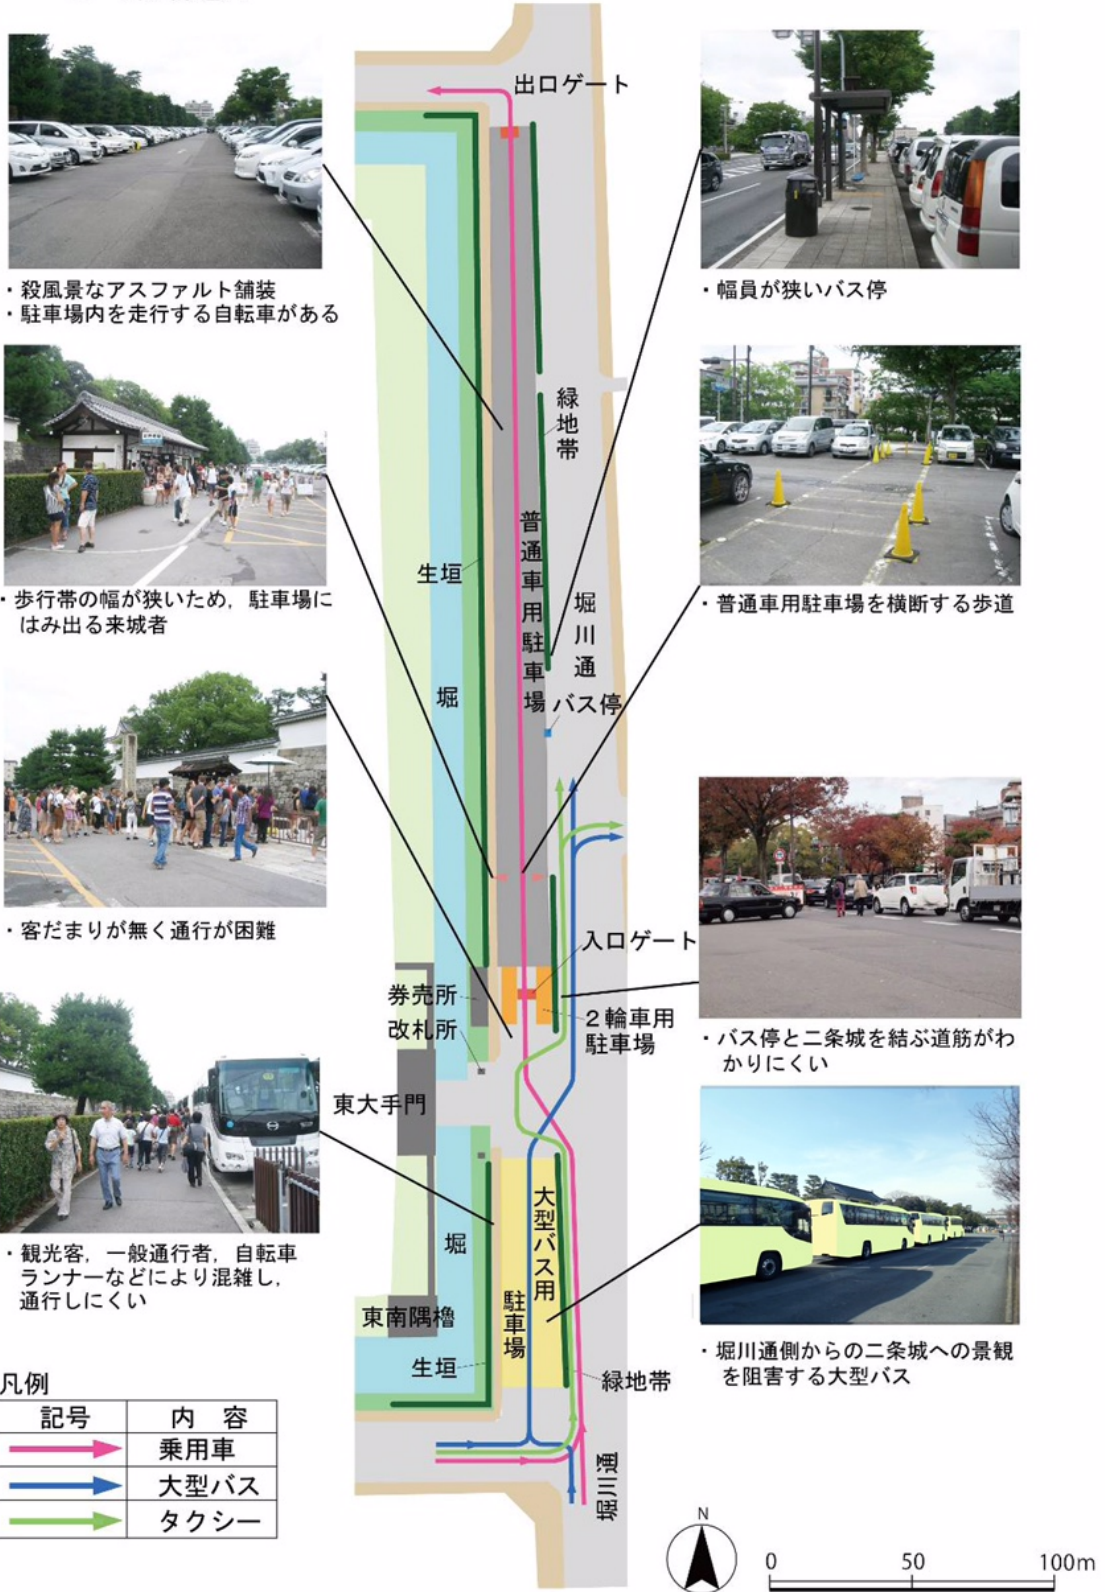 ・殺風景なアスファルト舗装
・駐車場内を走行する自転車がある
・歩行帯の幅が狭いため，駐車場に
はみ出る来城者
・客だまりが無く通行が困難
・観光客，一般通行者，自転車
ランナーなどにより混雑し，
通行しにくい
凡例
記号 内　容
乗用車
大型バス
タクシー
出口ゲート
緑地帯
普通車用駐車場
生垣
堀川通
堀
バス停
入口ゲート
券売所
2輪車用
駐車場
改札所
東大手門
大型バス用
駐車場
堀
東南隅櫓
生垣
緑地帯
堀川通
・幅員が狭いバス停
・普通車用駐車場を横断する歩道
・バス停と二条城を結ぶ道筋がわ
かりにくい
・堀川通側からの二条城への景観
を阻害する大型バス
N
0 50 100m